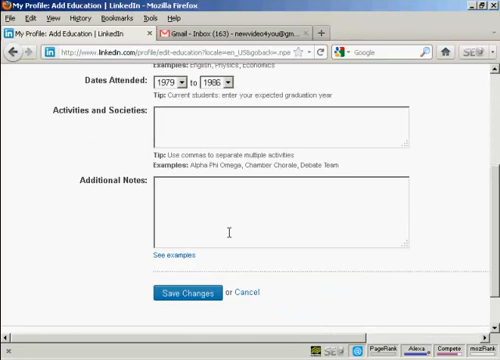 My Profile: Add Education | LinkedIn - Mozilla Firefox
File Edit View History Bookmarks Tools Help
My Profile: Add Education | LinkedIn
Gmail - Inbox (163) - newvideo4you@gm...
http://www.linkedin.com/profile/edit-education?locale=en_US&goback=.npe
Google
Examples: English, Physics, Economics
Dates Attended: 1979 to 1986
Tip: Current students: enter your expected graduation year
Activities and Societies:
Tip: Use commas to separate multiple activities
Examples: Alpha Phi Omega, Chamber Chorale, Debate Team
Additional Notes:
See examples
Save Changes or Cancel
PageRank Alexa Compete mozRank